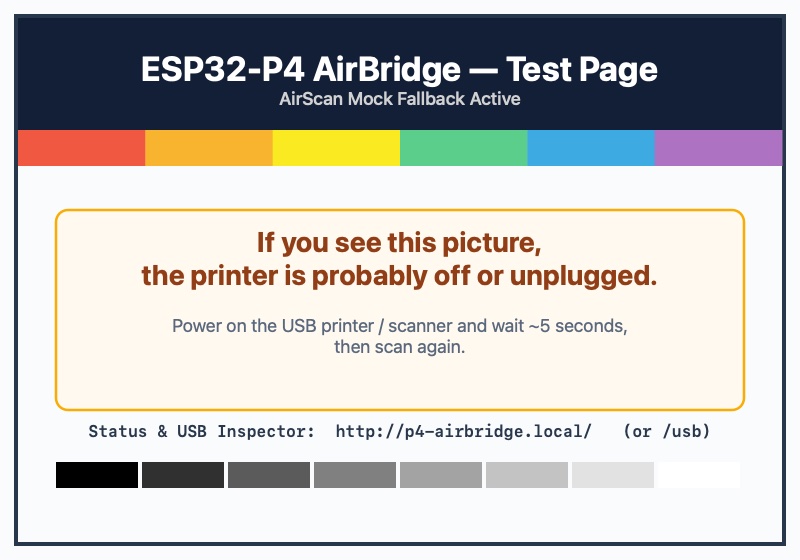 ESP32-P4 AirBridge — Test Page
AirScan Mock Fallback Active
If you see this picture,
the printer is probably off or unplugged.
Power on the USB printer / scanner and wait ~5 seconds,
then scan again.
Status & USB Inspector:  http://p4-airbridge.local/   (or /usb)